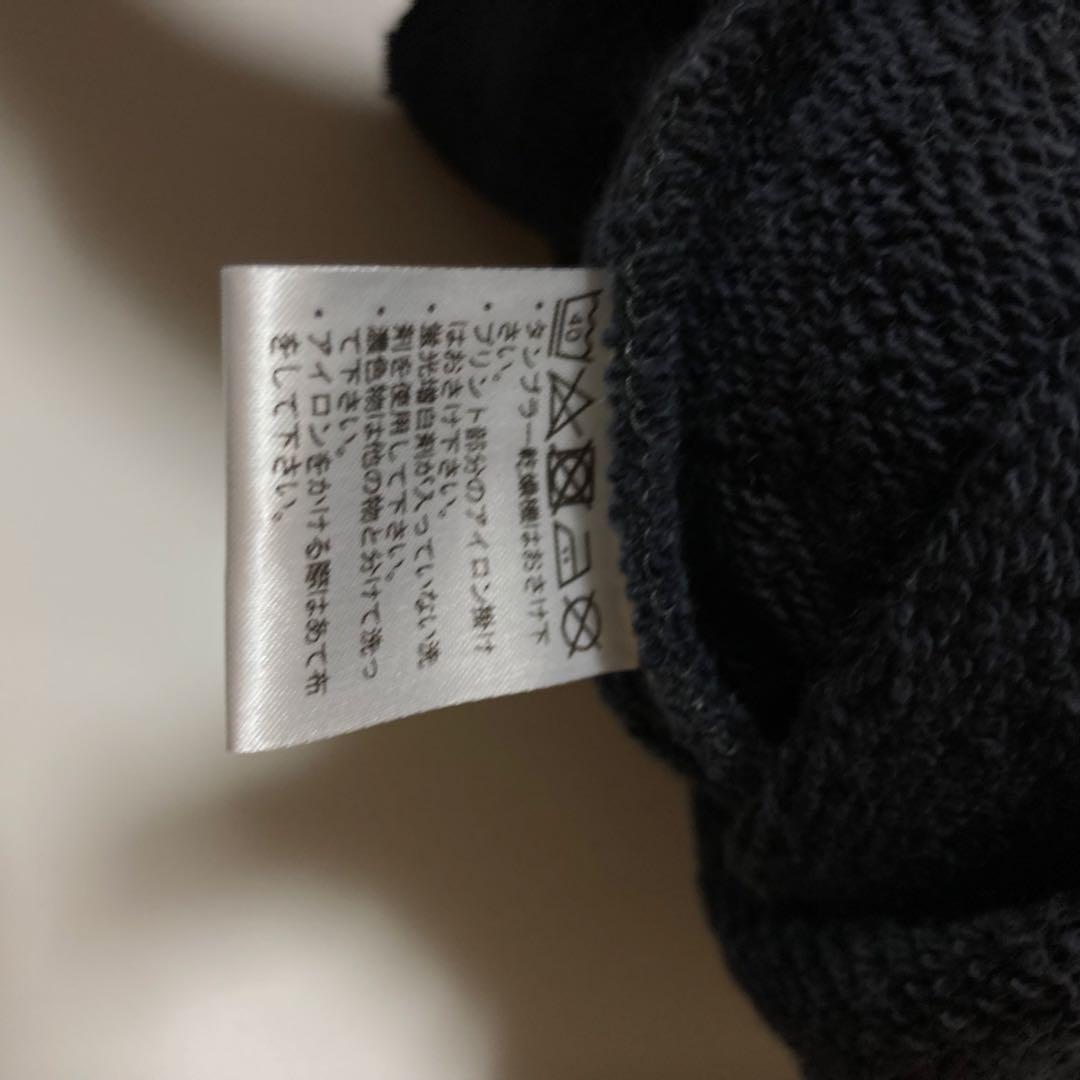 40
・タンブラー乾燥機はおさけ下
さい。
・プリント部分のアイロン掛け
はおさけ下さい。
・蛍光増白剤が入っていない洗
剤を使用して下さい。
・濃色物は他の物と分けて洗っ
て下さい。
・アイロンをかける際はあて布
をして下さい。